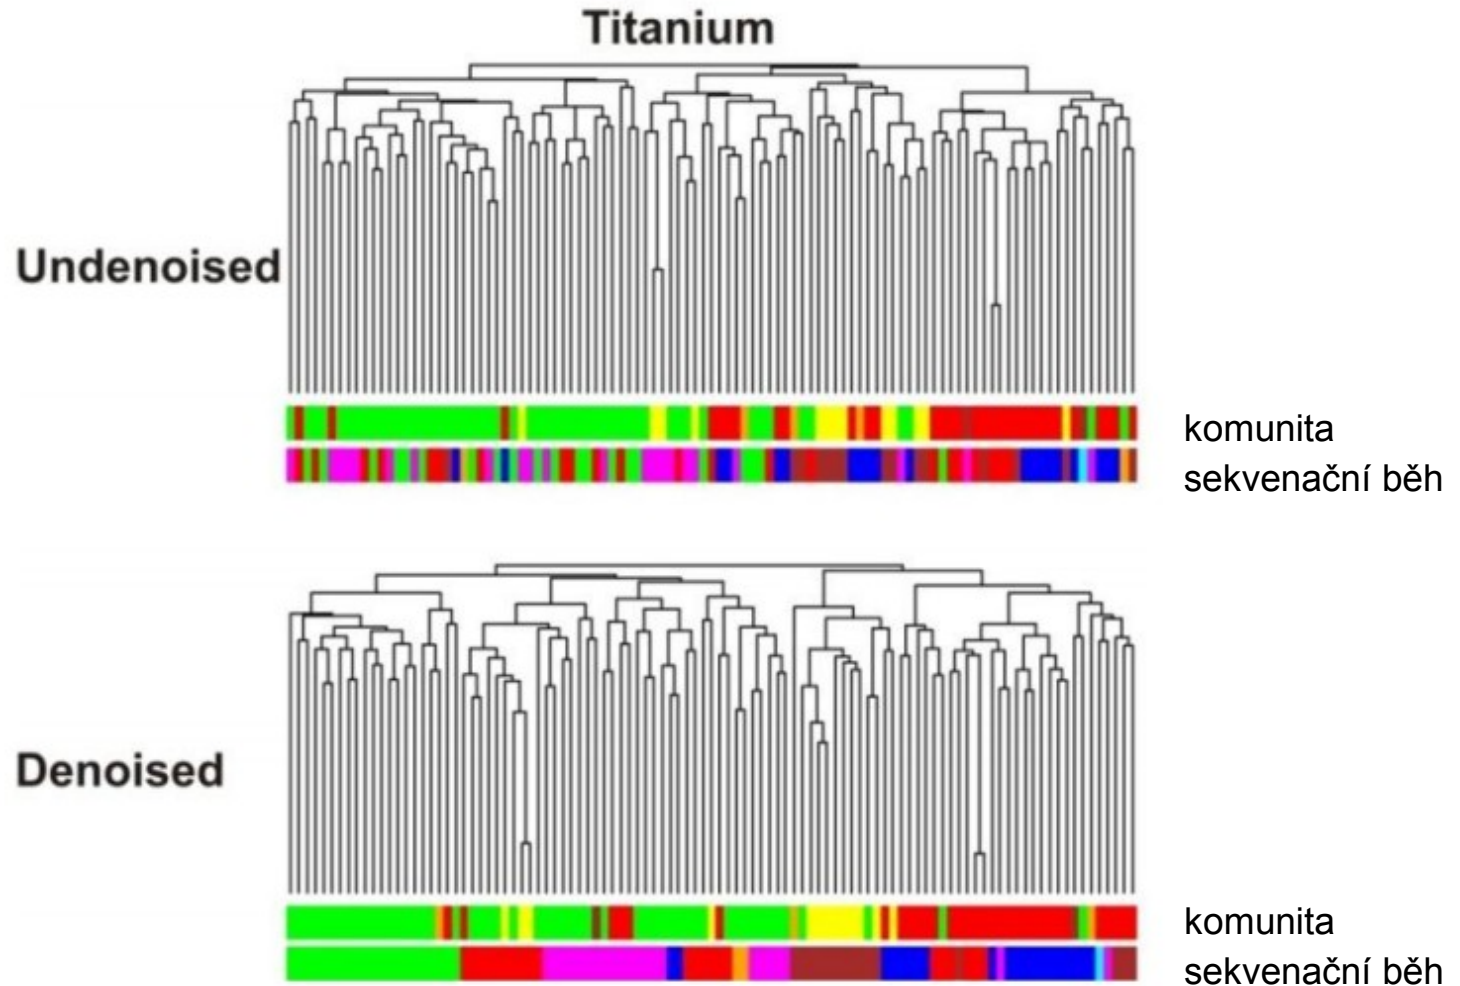 Titanium
Undenoised
komunita
sekvenační běh
Denoised
komunita
sekvenační běh